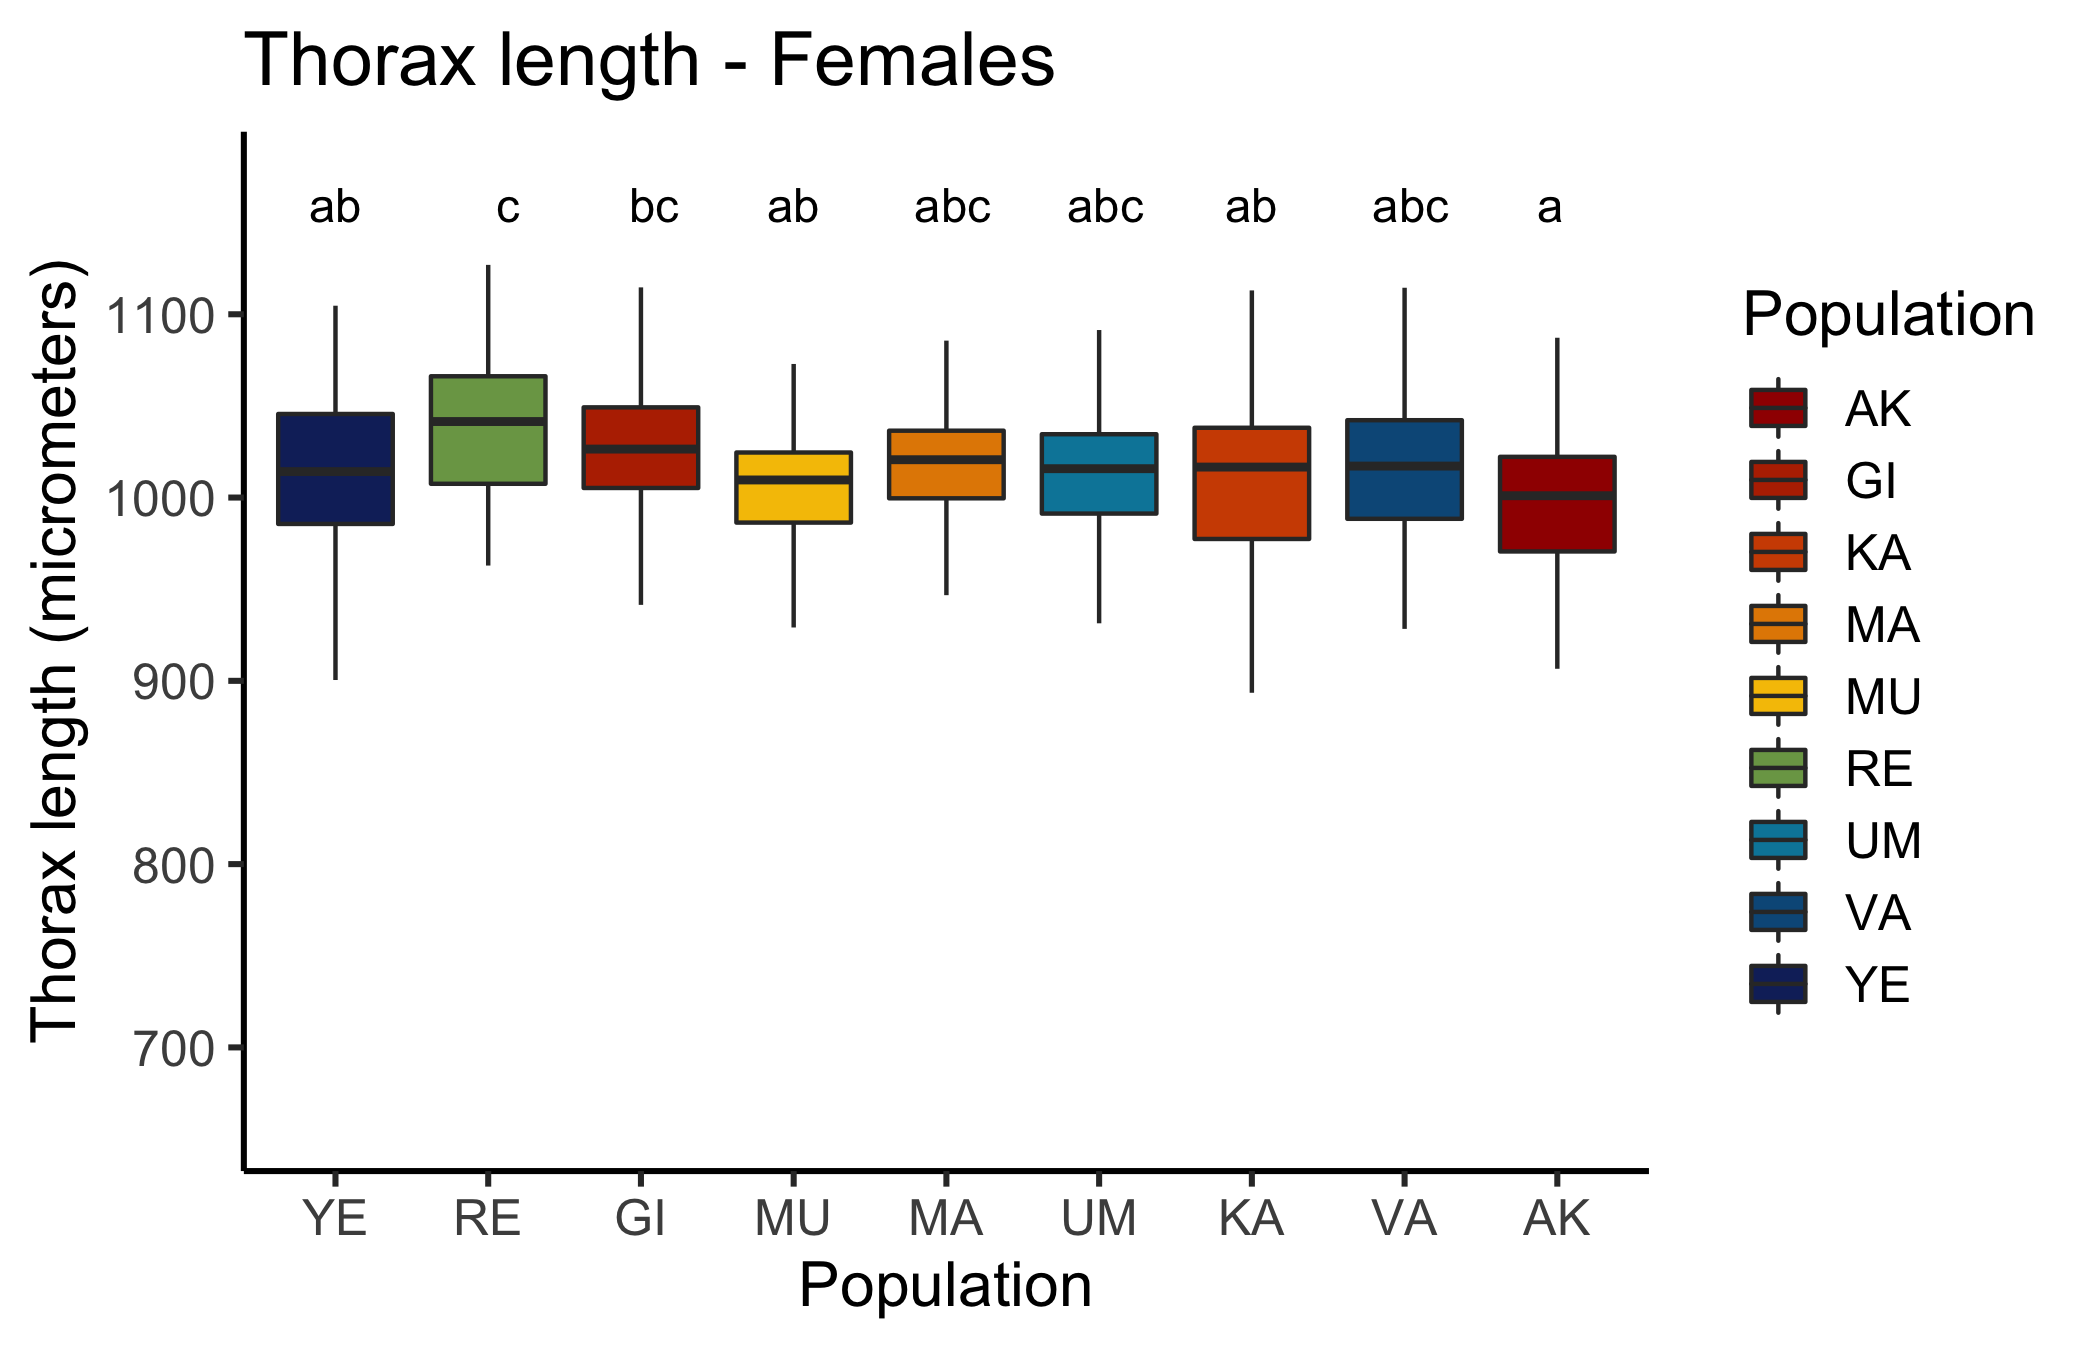 Thorax length - Females
ab c bc ab abc abc ab abc a
Thorax length (micrometers)
1100
1000
900
800
700
YE RE GI MU MA UM KA VA AK
Population
Population
AK
GI
KA
MA
MU
RE
UM
VA
YE